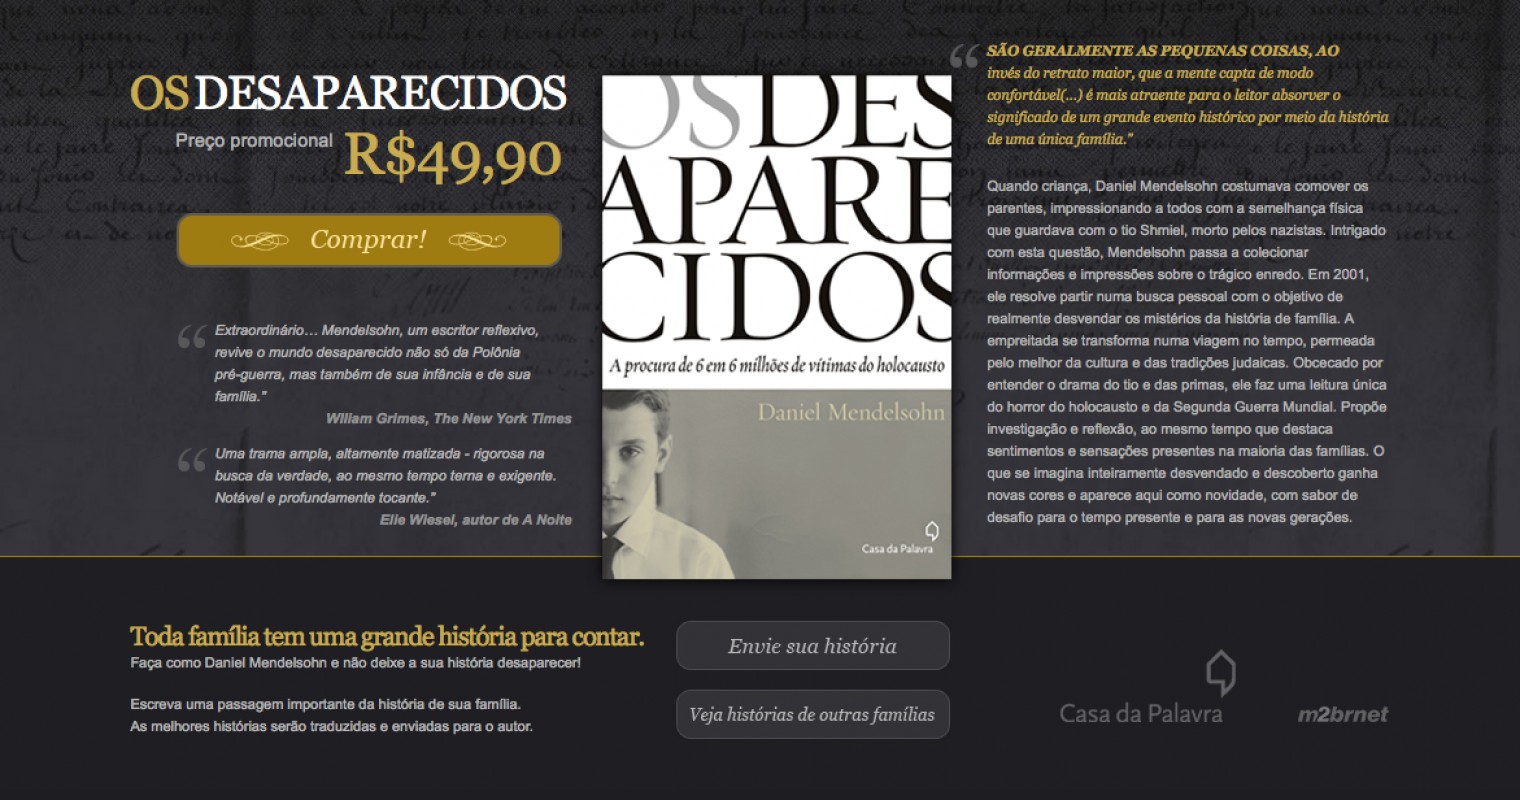 OS DESAPARECIDOS
Preço promocional R$49,90
Comprar!
“ Extraordinário… Mendelsohn, um escritor reflexivo,
revive o mundo desaparecido não só da Polônia
pré-guerra, mas também de sua infância e de sua
família.”
Wlliam Grimes, The New York Times
“ Uma trama ampla, altamente matizada - rigorosa na
busca da verdade, ao mesmo tempo terna e exigente.
Notável e profundamente tocante.”
Elie Wiesel, autor de A Noite
OS DES
APARE
CIDOS
A procura de 6 em 6 milhões de vítimas do holocausto
Daniel Mendelsohn
Casa da Palavra
“ SÃO GERALMENTE AS PEQUENAS COISAS, AO
invés do retrato maior, que a mente capta de modo
confortável(...) é mais atraente para o leitor absorver o
significado de um grande evento histórico por meio da história
de uma única família.”
Quando criança, Daniel Mendelsohn costumava comover os
parentes, impressionando a todos com a semelhança física
que guardava com o tio Shmiel, morto pelos nazistas. Intrigado
com esta questão, Mendelsohn passa a colecionar
informações e impressões sobre o trágico enredo. Em 2001,
ele resolve partir numa busca pessoal com o objetivo de
realmente desvendar os mistérios da história de família. A
empreitada se transforma numa viagem no tempo, permeada
pelo melhor da cultura e das tradições judaicas. Obcecado por
entender o drama do tio e das primas, ele faz uma leitura única
do horror do holocausto e da Segunda Guerra Mundial. Propõe
investigação e reflexão, ao mesmo tempo que destaca
sentimentos e sensações presentes na maioria das famílias. O
que se imagina inteiramente desvendado e descoberto ganha
novas cores e aparece aqui como novidade, com sabor de
desafio para o tempo presente e para as novas gerações.
Toda família tem uma grande história para contar.
Faça como Daniel Mendelsohn e não deixe a sua história desaparecer!
Escreva uma passagem importante da história de sua família.
As melhores histórias serão traduzidas e enviadas para o autor.
Envie sua história
Veja histórias de outras famílias
Casa da Palavra
m2brnet